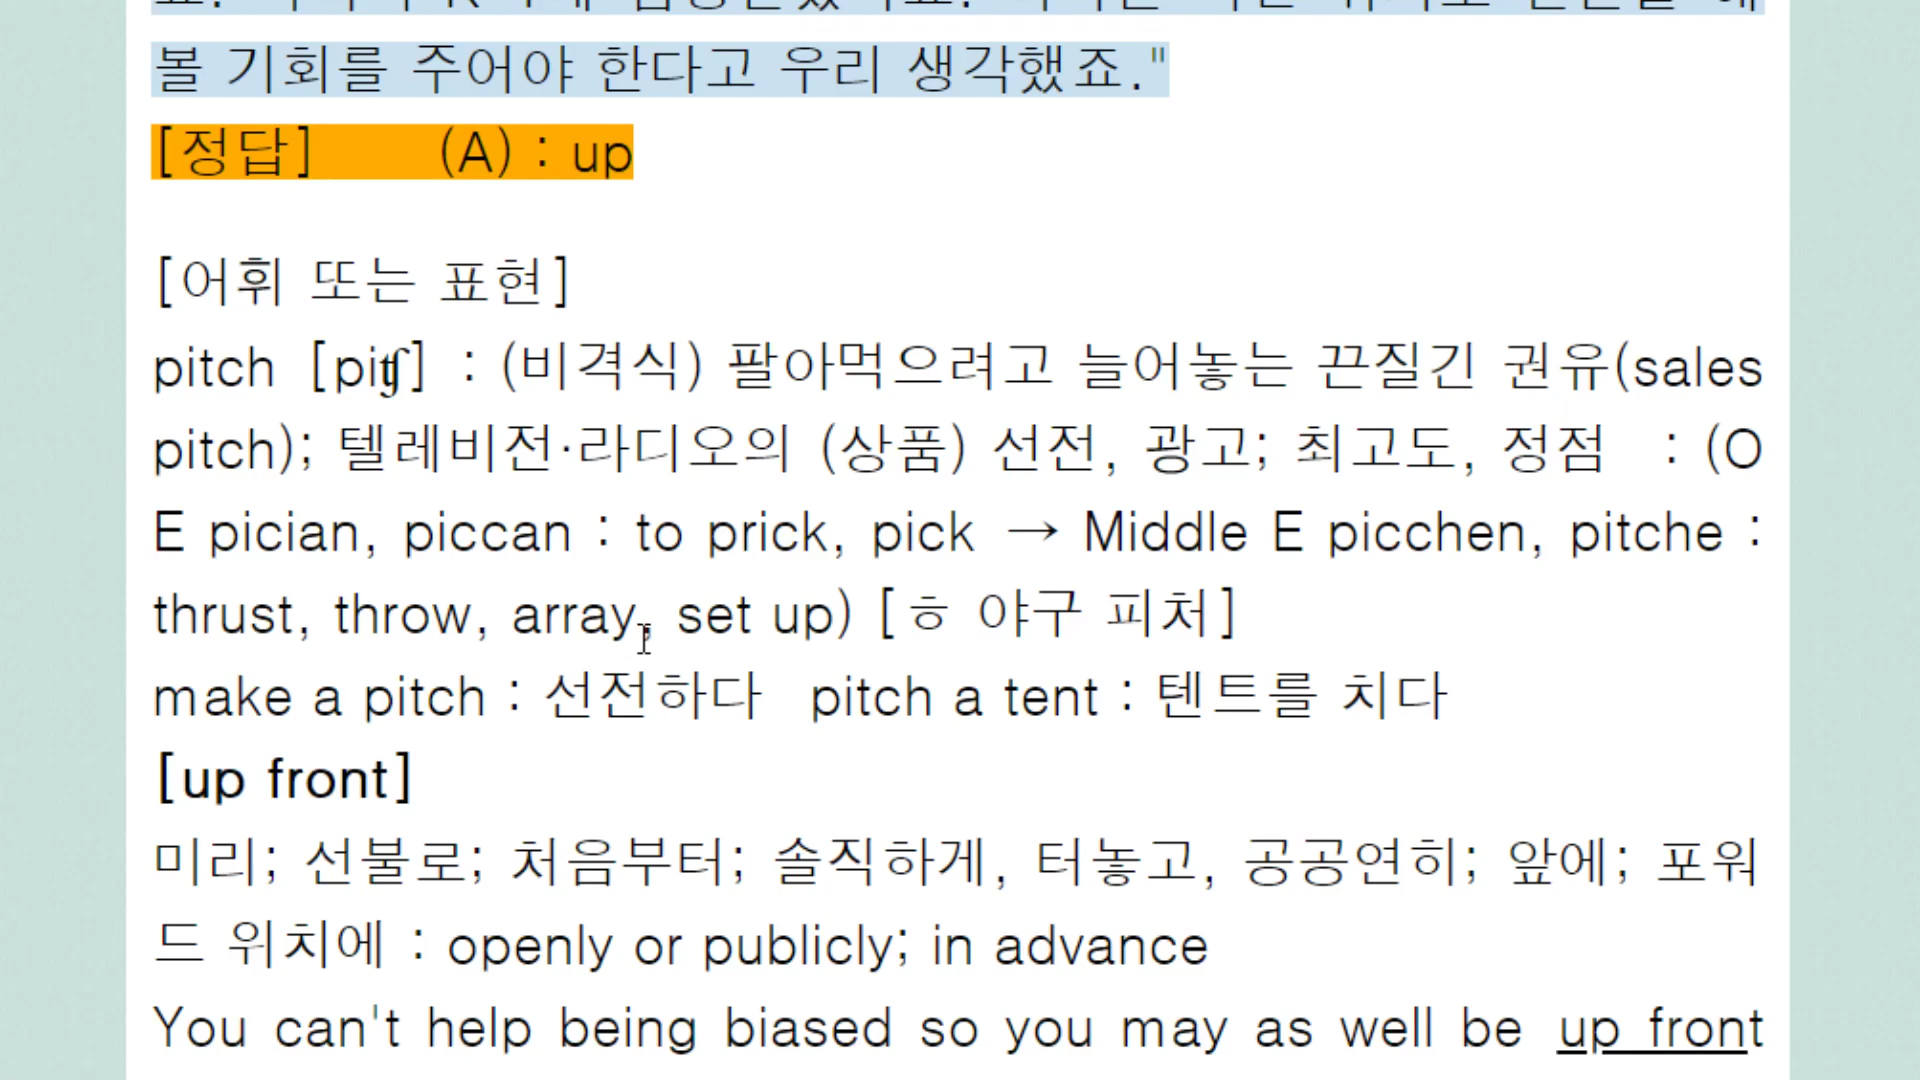 볼 기회를 주어야 한다고 우리 생각했죠."
[정답] (A) : up
[어휘 또는 표현]
pitch [piʧ] : (비격식) 팔아먹으려고 늘어놓는 끈질긴 권유(sales
pitch); 텔레비전·라디오의 (상품) 선전, 광고; 최고도, 정점 : (O
E pician, piccan : to prick, pick → Middle E picchen, pitche :
thrust, throw, array, set up) [ㅎ 야구 피처]
make a pitch : 선전하다 pitch a tent : 텐트를 치다
[up front]
미리; 선불로; 처음부터; 솔직하게, 터놓고, 공공연히; 앞에; 포워
드 위치에 : openly or publicly; in advance
You can't help being biased so you may as well be up front